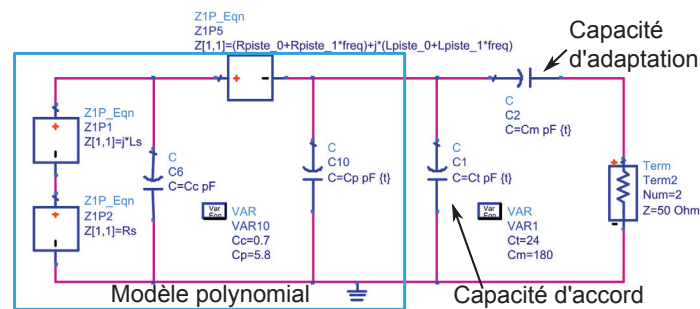 Z1P_Eqn
Z1P5
Z[1,1]=(Rpiste_0+Rpiste_1*freq)+j*(Lpiste_0+Lpiste_1*freq)
Capacité
d'adaptation
+ -
C
C2
C=Cm pF {t}
Z1P_Eqn
Z1P1
Z[1,1]=j*Ls
+
-
C
C6
C=Cc pF
C
C10
C=Cp pF {t}
C
C1
C=Ct pF {t}
+
Term
Term2
Num=2
Z=50 Ohm
-
Z1P_Eqn
Z1P2
Z[1,1]=Rs
+
-
Var
Eqn
VAR
VAR10
Cc=0.7
Cp=5.8
Var
Eqn
VAR
VAR1
Ct=24
Cm=180
Modèle polynomial
Capacité d'accord